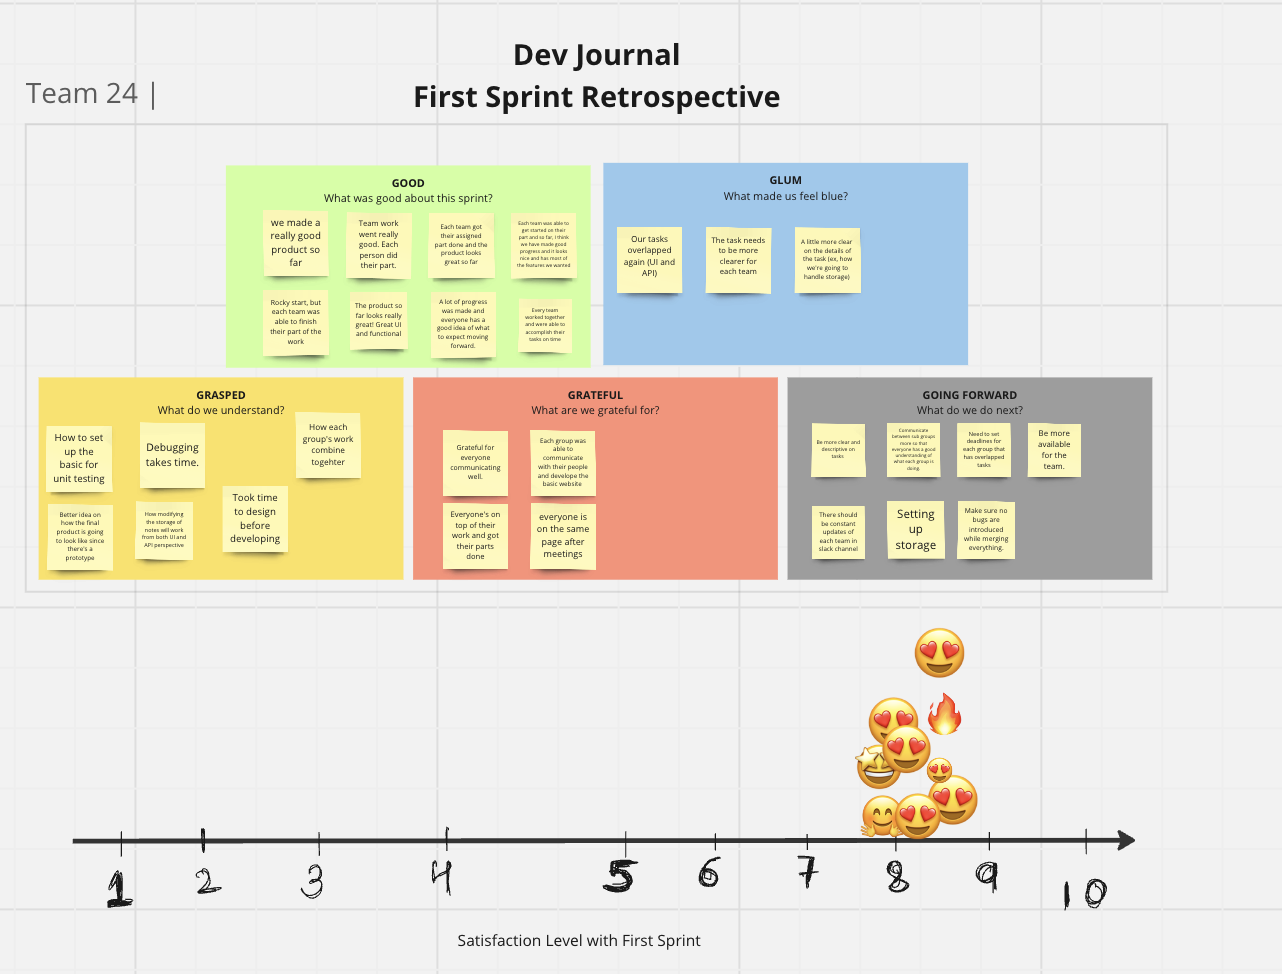 Dev Journal
Team 24 |
First Sprint Retrospective
GOOD
What was good about this sprint?
we made a
really good
product so
far
Team work
went really
good. Each
person did
their part.
Each team got
their assigned
part done and the
product looks
great so far
Each team was able to
get started on their
part and so far, I think
we have made good
progress and it looks
nice and has most of
the features we wanted
Rocky start, but
each team was
able to finish
their part of the
work
The product so
far looks really
great! Great UI
and functional
A lot of progress
was made and
everyone has a
good idea of what
to expect moving
forward.
Every team
worked together
and were able to
accomplish their
tasks on time
GLUM
What made us feel blue?
Our tasks
overlapped
again (UI and
API)
The task needs
to be more
clearer for
each team
A little more clear
on the details of
the task (ex, how
we're going to
handle storage)
GRASPED
What do we understand?
How to set
up the
basic for
unit testing
Debugging
takes time.
How each
group's work
combine
togehter
Better idea on
how the final
product is going
to look like since
there's a
prototype
How modifying
the storage of
notes will work
from both UI and
API perspective
Took time
to design
before
developing
GRATEFUL
What are we grateful for?
Grateful for
everyone
communicating
well.
Each group was
able to
communicate
with their people
and develope the
basic website
Everyone's on
top of their
work and got
their parts
done
everyone is
on the same
page after
meetings
GOING FORWARD
What do we do next?
Be more clear and
descriptive on
tasks
Communicate
between sub groups
more so that
everyone has a good
understanding of
what each group is
doing.
Need to set
deadlines for
each group that
has overlapped
tasks
Be more
available
for the
team.
There should
be constant
updates of
each team in
slack channel
Setting
up
storage
Make sure no
bugs are
introduced
while merging
everything.
1 2 3 4 5 6 7 8 9 10
Satisfaction Level with First Sprint